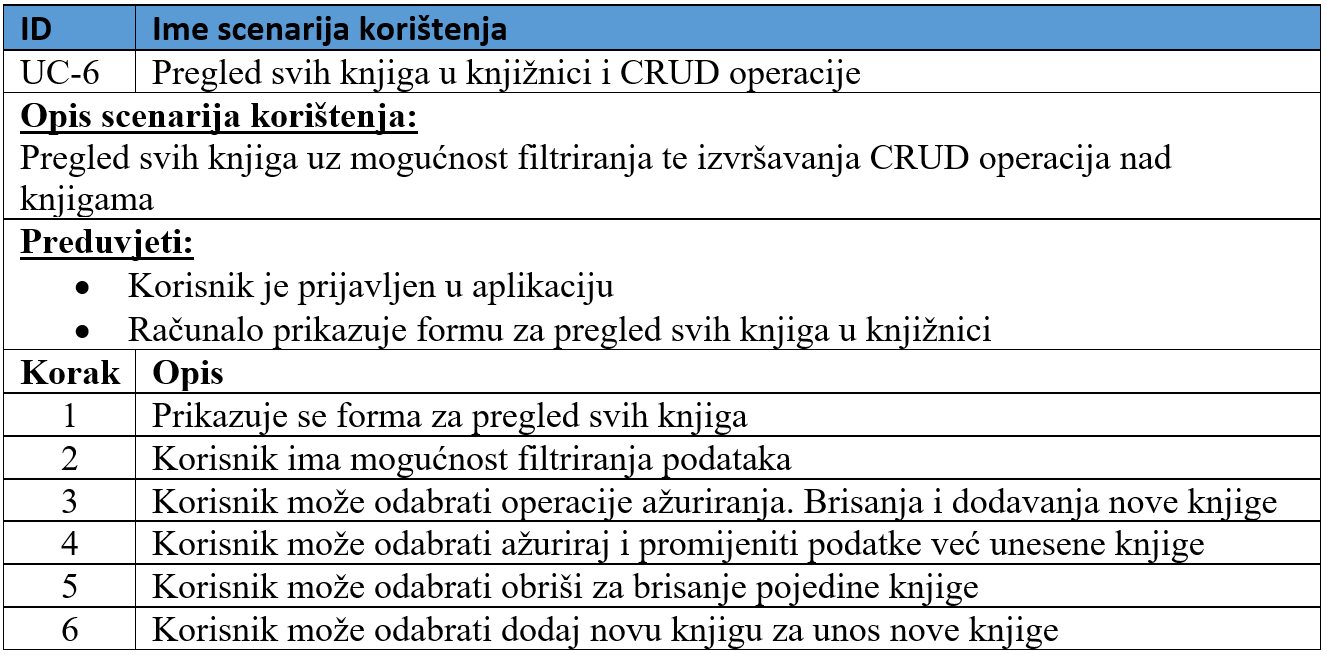 ID Ime scenarija korištenja
UC-6 Pregled svih knjiga u knjižnici i CRUD operacije
Opis scenarija korištenja:
Pregled svih knjiga uz mogućnost filtriranja te izvršavanja CRUD operacija nad
knjigama
Preduvjeti:
• Korisnik je prijavljen u aplikaciju
• Računalo prikazuje formu za pregled svih knjiga u knjižnici
Korak Opis
1 Prikazuje se forma za pregled svih knjiga
2 Korisnik ima mogućnost filtriranja podataka
3 Korisnik može odabrati operacije ažuriranja. Brisanja i dodavanja nove knjige
4 Korisnik može odabrati ažuriraj i promijeniti podatke već unesene knjige
5 Korisnik može odabrati obriši za brisanje pojedine knjige
6 Korisnik može odabrati dodaj novu knjigu za unos nove knjige